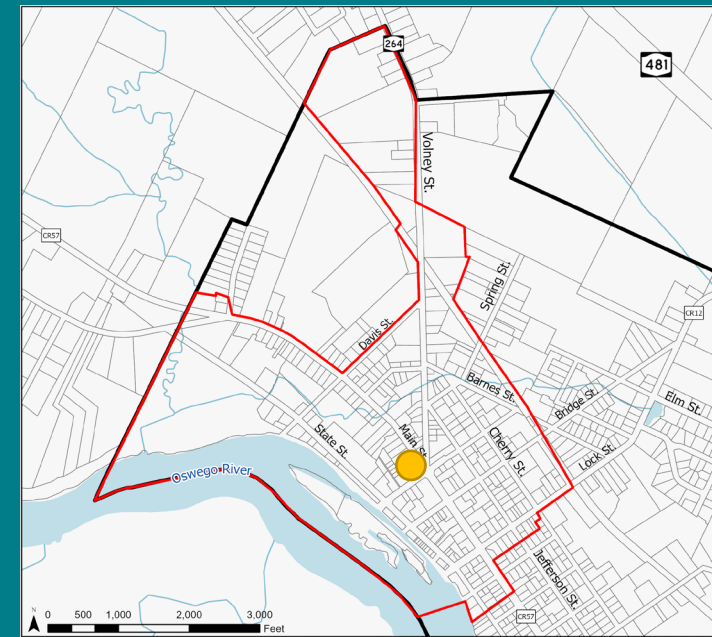 264
481
Volney St.
CR57
Spring St.
CR12
Davis St.
Barnes St.
Bridge St.
Elm St.
State St.
Main St.
Cherry St.
Lock St.
Oswego River
Jefferson St.
CR57
N
0 500 1,000 2,000 3,000
Feet